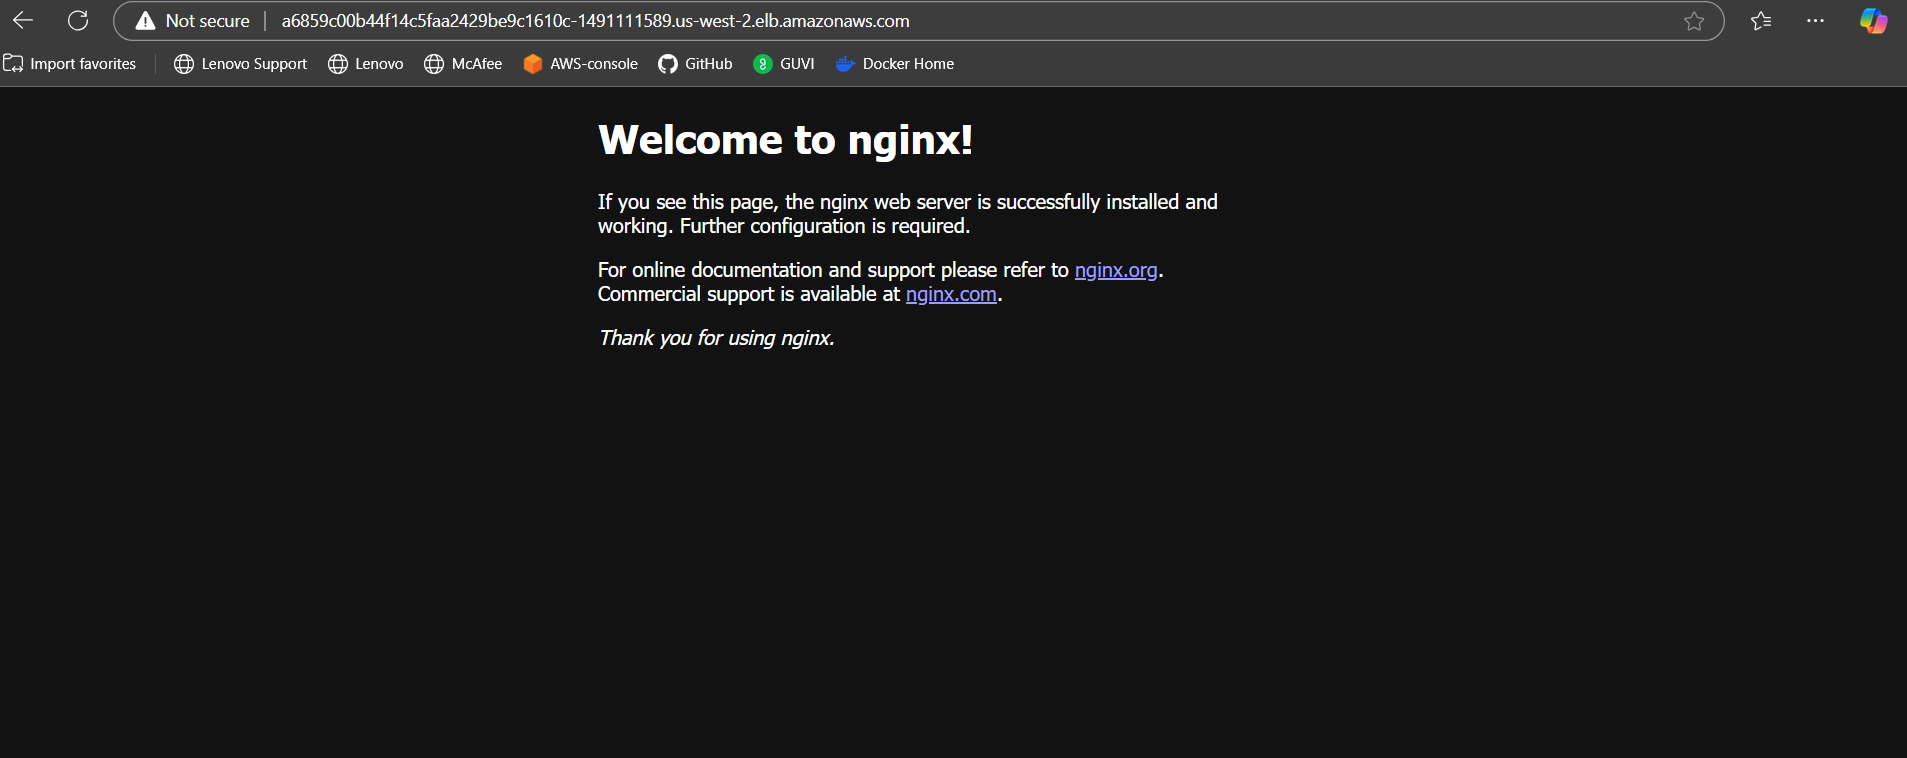 Not secure
a6859c00b44f14c5faa2429be9c1610c-1491111589.us-west-2.elb.amazonaws.com
Import favorites Lenovo Support Lenovo McAfee AWS-console GitHub GUVI Docker Home
Welcome to nginx!
If you see this page, the nginx web server is successfully installed and
working. Further configuration is required.
For online documentation and support please refer to nginx.org.
Commercial support is available at nginx.com.
Thank you for using nginx.